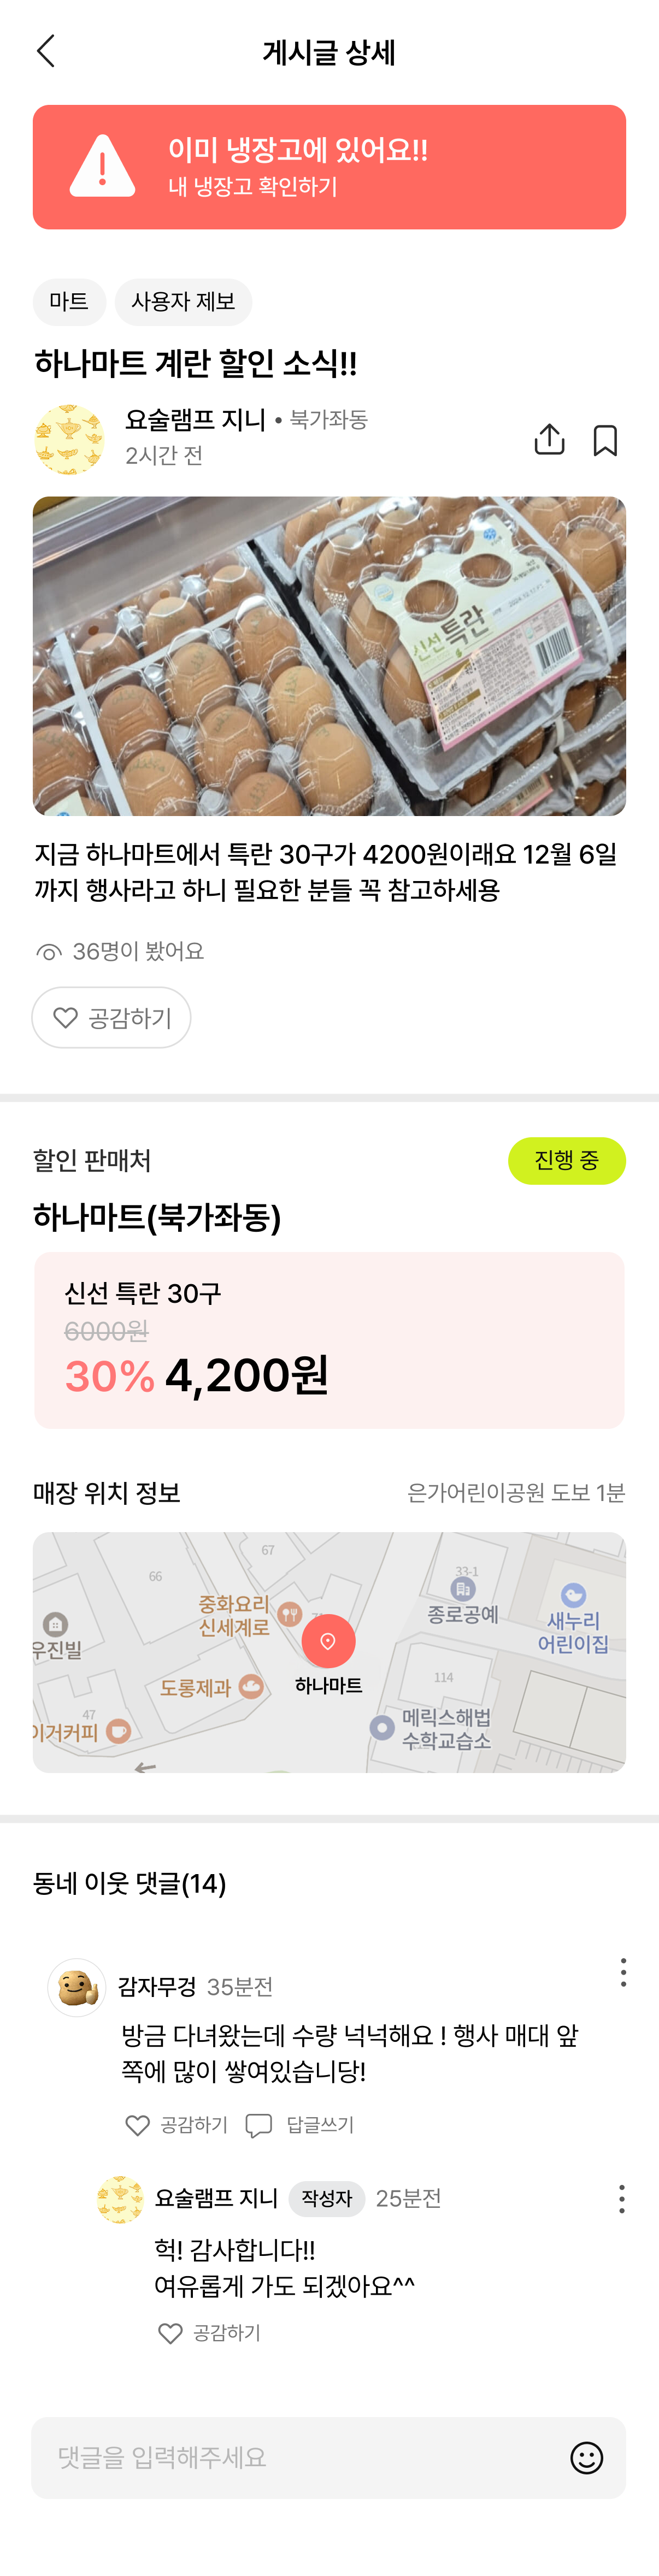 게시글 상세
이미 냉장고에 있어요!!
내 냉장고 확인하기
마트 사용자 제보
하나마트 계란 할인 소식!!
요술램프 지니 • 북가좌동
2시간 전
신선 특란
지금 하나마트에서 특란 30구가 4200원이래요 12월 6일
까지 행사라고 하니 필요한 분들 꼭 참고하세용
36명이 봤어요
공감하기
할인 판매처 진행 중
하나마트(북가좌동)
신선 특란 30구
6000원
30% 4,200원
매장 위치 정보 은가어린이공원 도보 1분
67
66
33-1
중화요리
신세계로
종로공예
새누리
어린이집
우진빌
도롱제과
하나마트
114
47
이거커피
메릭스해법
수학교습소
동네 이웃 댓글(14)
감자무겅 35분전
방금 다녀왔는데 수량 넉넉해요 ! 행사 매대 앞
쪽에 많이 쌓여있습니당!
공감하기 답글쓰기
요술램프 지니 작성자 25분전
헉! 감사합니다!!
여유롭게 가도 되겠아요^^
공감하기
댓글을 입력해주세요